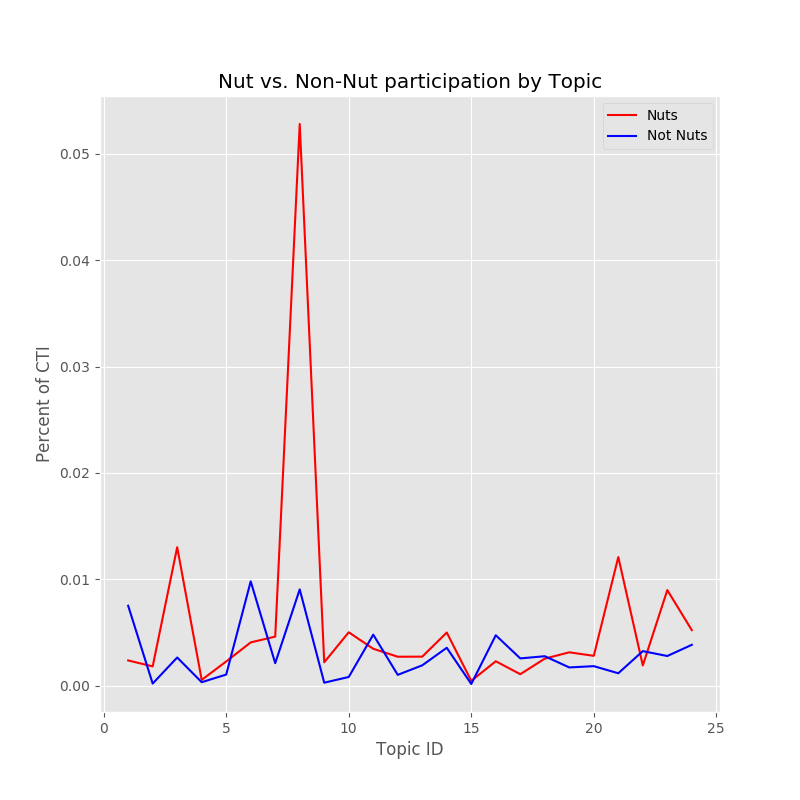 Nut vs. Non-Nut participation by Topic
Nuts
Not Nuts
Percent of CTI
0.05
0.04
0.03
0.02
0.01
0.00
0 5 10 15 20 25
Topic ID